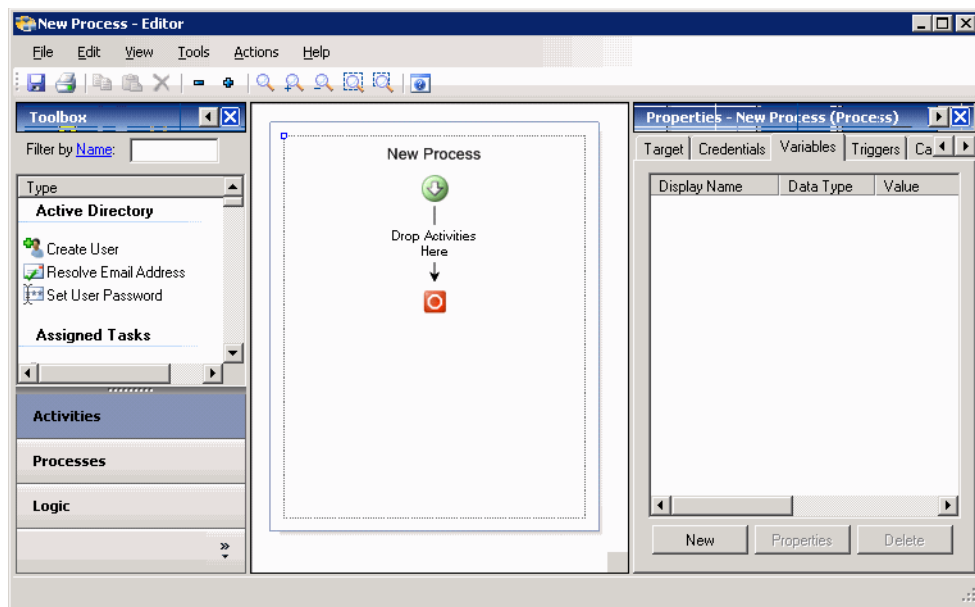 New Process - Editor
File Edit View Tools Actions Help
Toolbox
Filter by Name:
Type
Active Directory
Create User
Resolve Email Address
Set User Password
Assigned Tasks
Activities
Processes
Logic
New Process
Drop Activities
Here
Properties - New Process (Process)
Target Credentials Variables Triggers Ca
Display Name Data Type Value
New Properties Delete